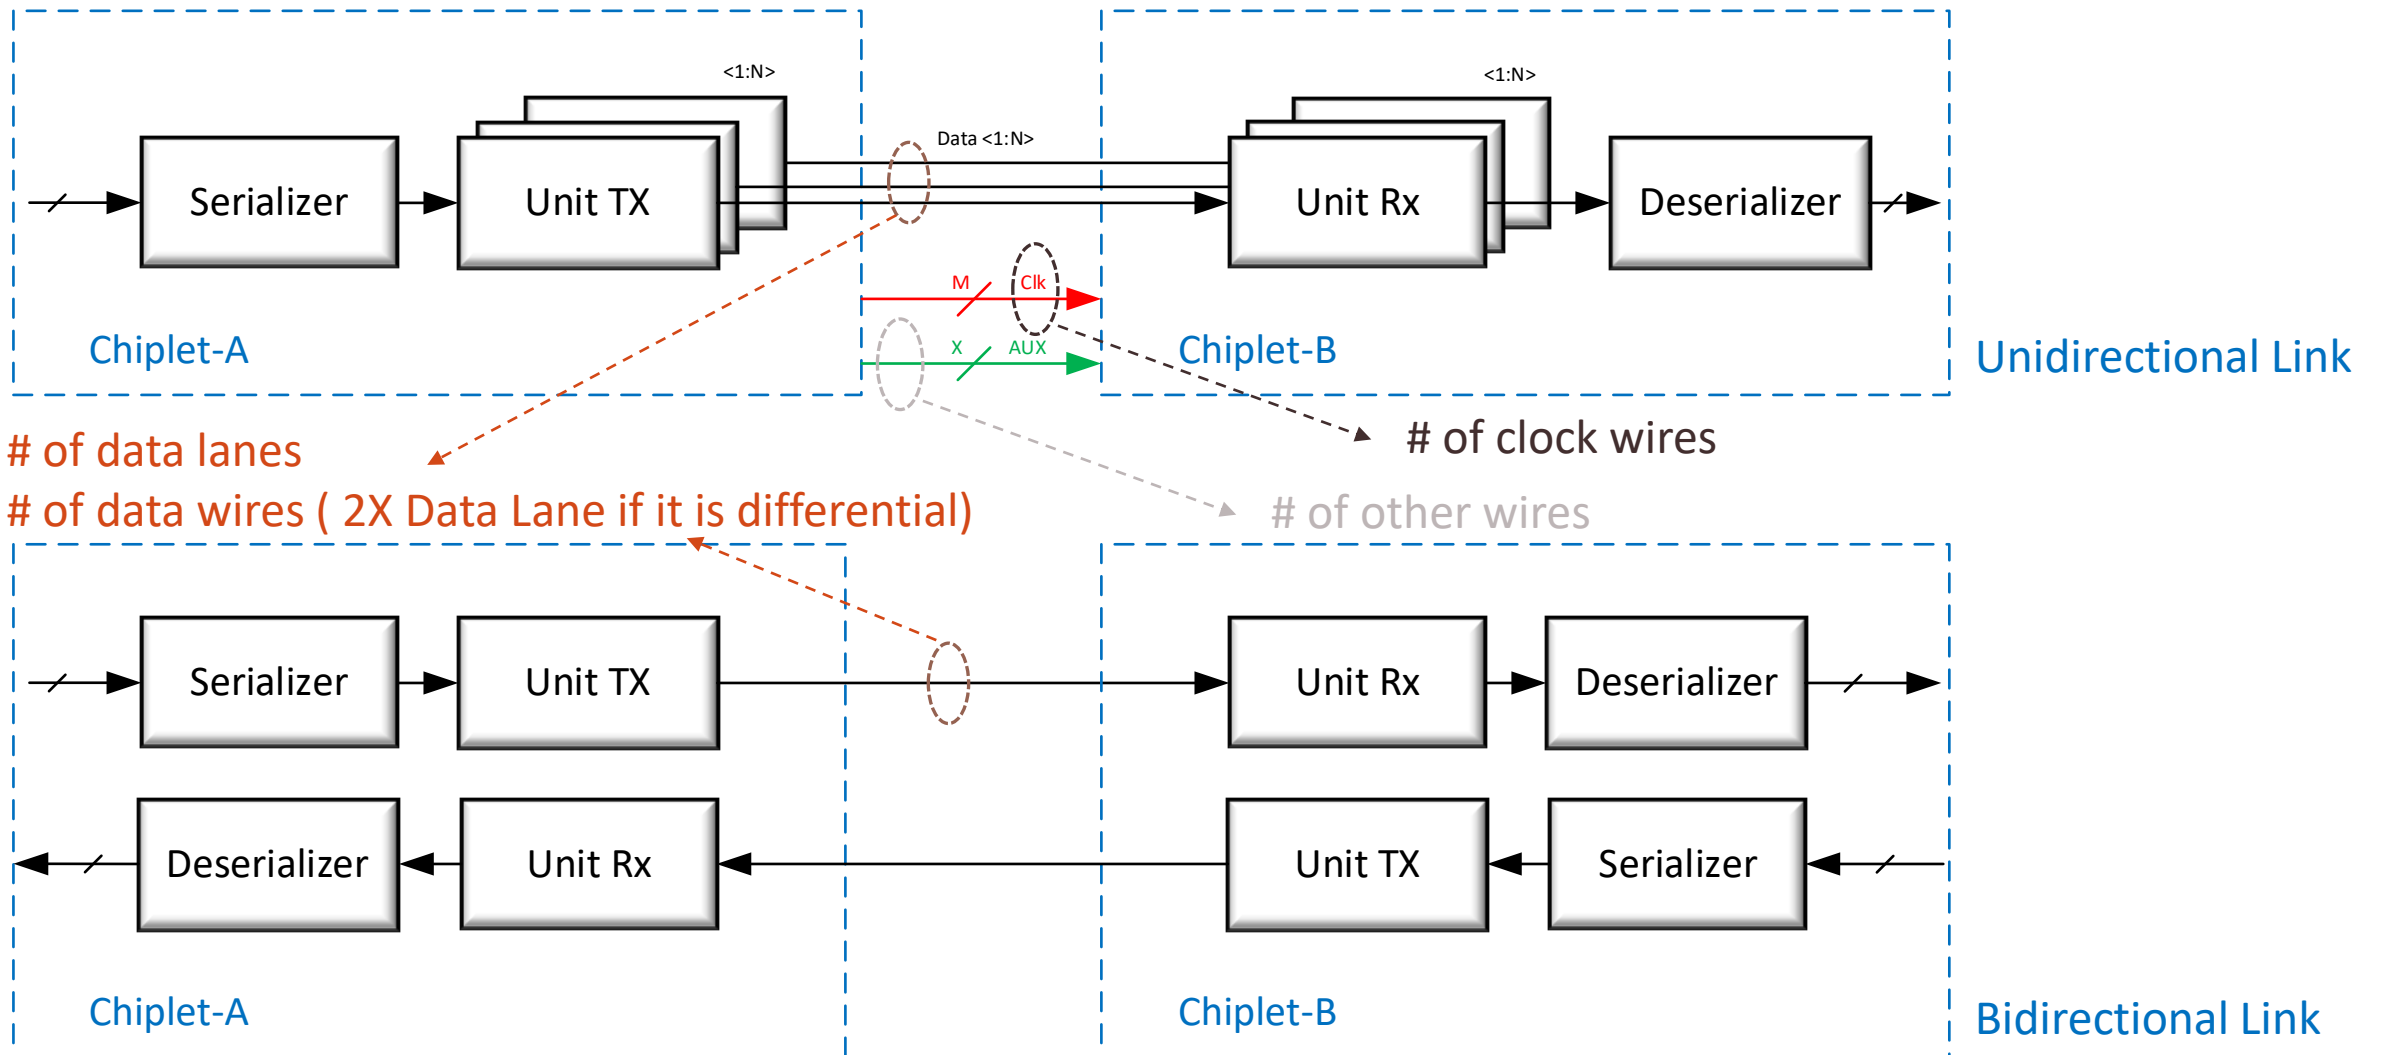 <1:N>
<1:N>
Data <1:N>
Serializer
Unit TX
Unit Rx
Deserializer
M
Clk
X
AUX
Chiplet-A
Chiplet-B
Unidirectional Link
# of data lanes
# of clock wires
# of data wires ( 2X Data Lane if it is differential)
# of other wires
Serializer
Unit TX
Unit Rx
Deserializer
Deserializer
Unit Rx
Unit TX
Serializer
Chiplet-A
Chiplet-B
Bidirectional Link